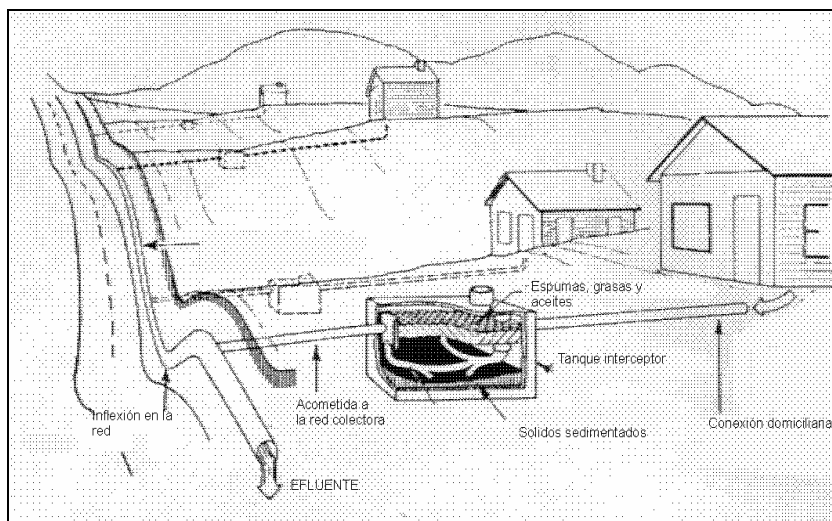 Espumas, grasas y
aceites
Tanque interceptor
Inflexión en la
red
Acometida a
la red colectora
Solidos sedimentados
Conexión domiciliaria
EFLUENTE